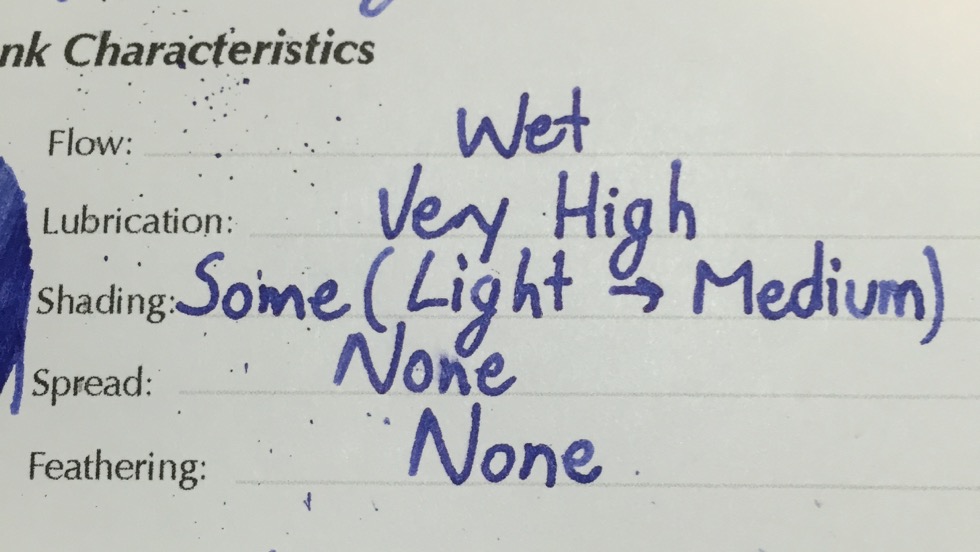 nk Characteristics
Flow: Wet
Lubrication: Very High
Shading: Some (Light → Medium)
Spread: None
Feathering: None